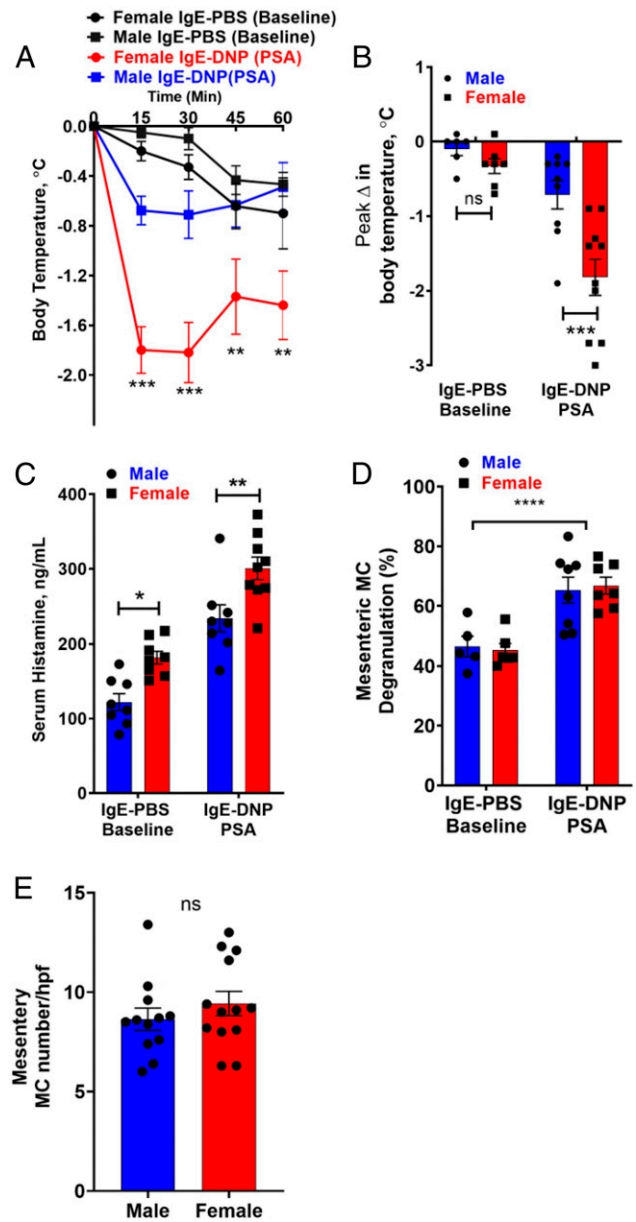 A
Female IgE-PBS (Baseline)
Male IgE-PBS (Baseline)
Female IgE-DNP (PSA)
Male IgE-DNP(PSA)
Time (Min)
0 15 30 45 60
0.0
-0.4
-0.8
-1.2
-1.6
-2.0
Body Temperature, °C
*** *** ** **
B
Male
Female
Peak Δ in
body temperature, °C
1
0
-1
-2
-3
ns
***
IgE-PBS
Baseline
IgE-DNP
PSA
C
Male
Female
Serum Histamine, ng/mL
400
300
200
100
0
*
**
IgE-PBS
Baseline
IgE-DNP
PSA
D
Male
Female
Mesenteric MC
Degranulation (%)
100
80
60
40
20
0
****
IgE-PBS
Baseline
IgE-DNP
PSA
E
Mesentery
MC number/hpf
15
10
5
0
ns
Male Female